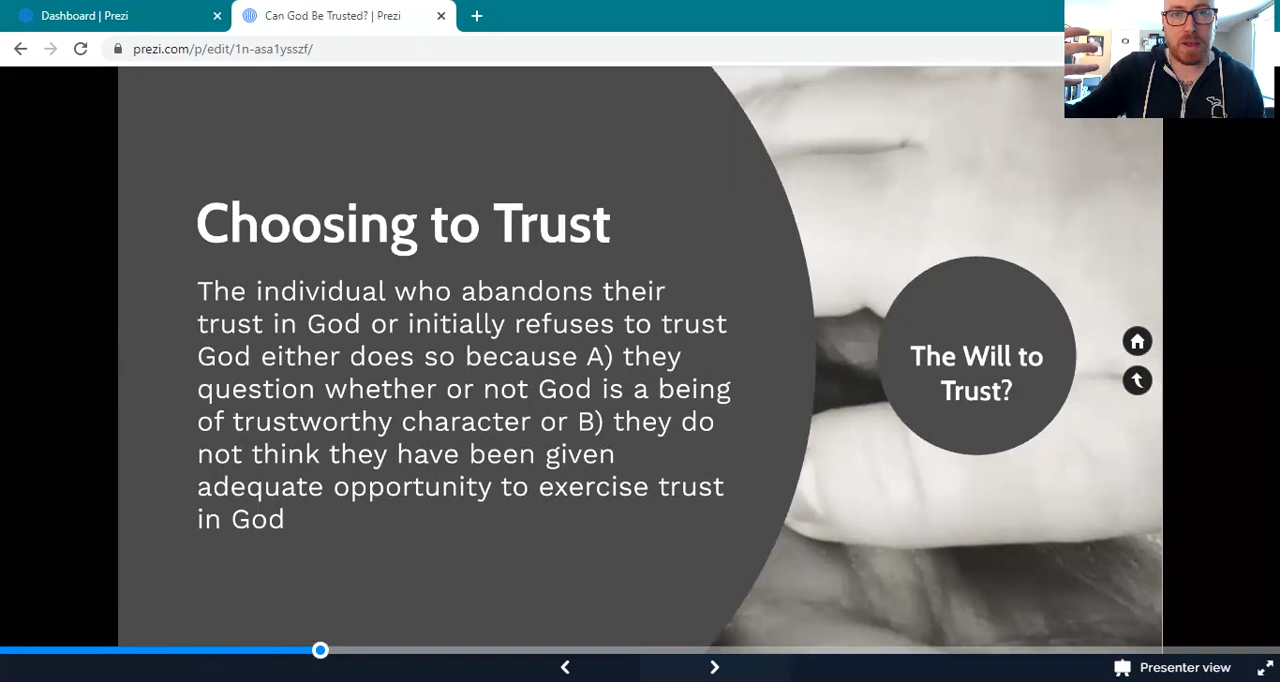 Dashboard | Prezi
Can God Be Trusted? | Prezi
prezi.com/p/edit/1n-asa1ysszf/
Choosing to Trust
The individual who abandons their
trust in God or initially refuses to trust
God either does so because A) they
question whether or not God is a being
of trustworthy character or B) they do
not think they have been given
adequate opportunity to exercise trust
in God
The Will to
Trust?
Presenter view